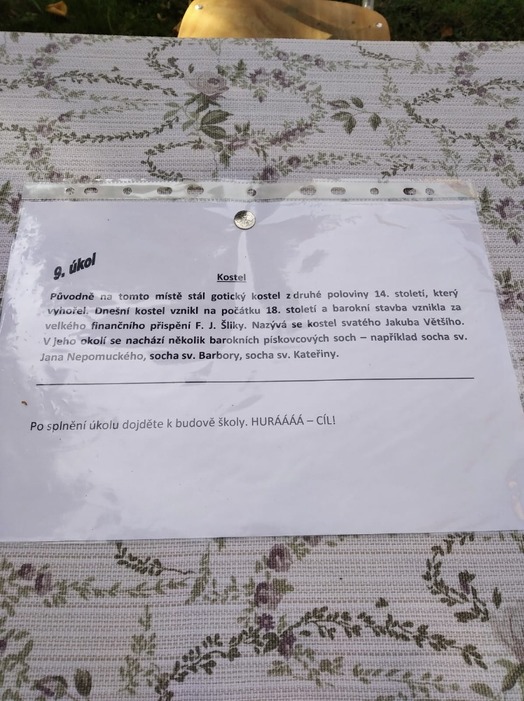 9. úkol
Kostel
Původně na tomto místě stál gotický kostel z druhé poloviny 14. století, který
vyhořel. Dnešní kostel vznikl na počátku 18. století a barokní stavba vznikla za
velkého finančního přispění F. J. Šliky. Nazývá se kostel svatého Jakuba Většího.
V jeho okolí se nachází několik barokních pískovcových soch – například socha sv.
Jana Nepomuckého, socha sv. Barbory, socha sv. Kateřiny.
Po splnění úkolu dojděte k budově školy. HURÁÁÁÁ – CÍL!